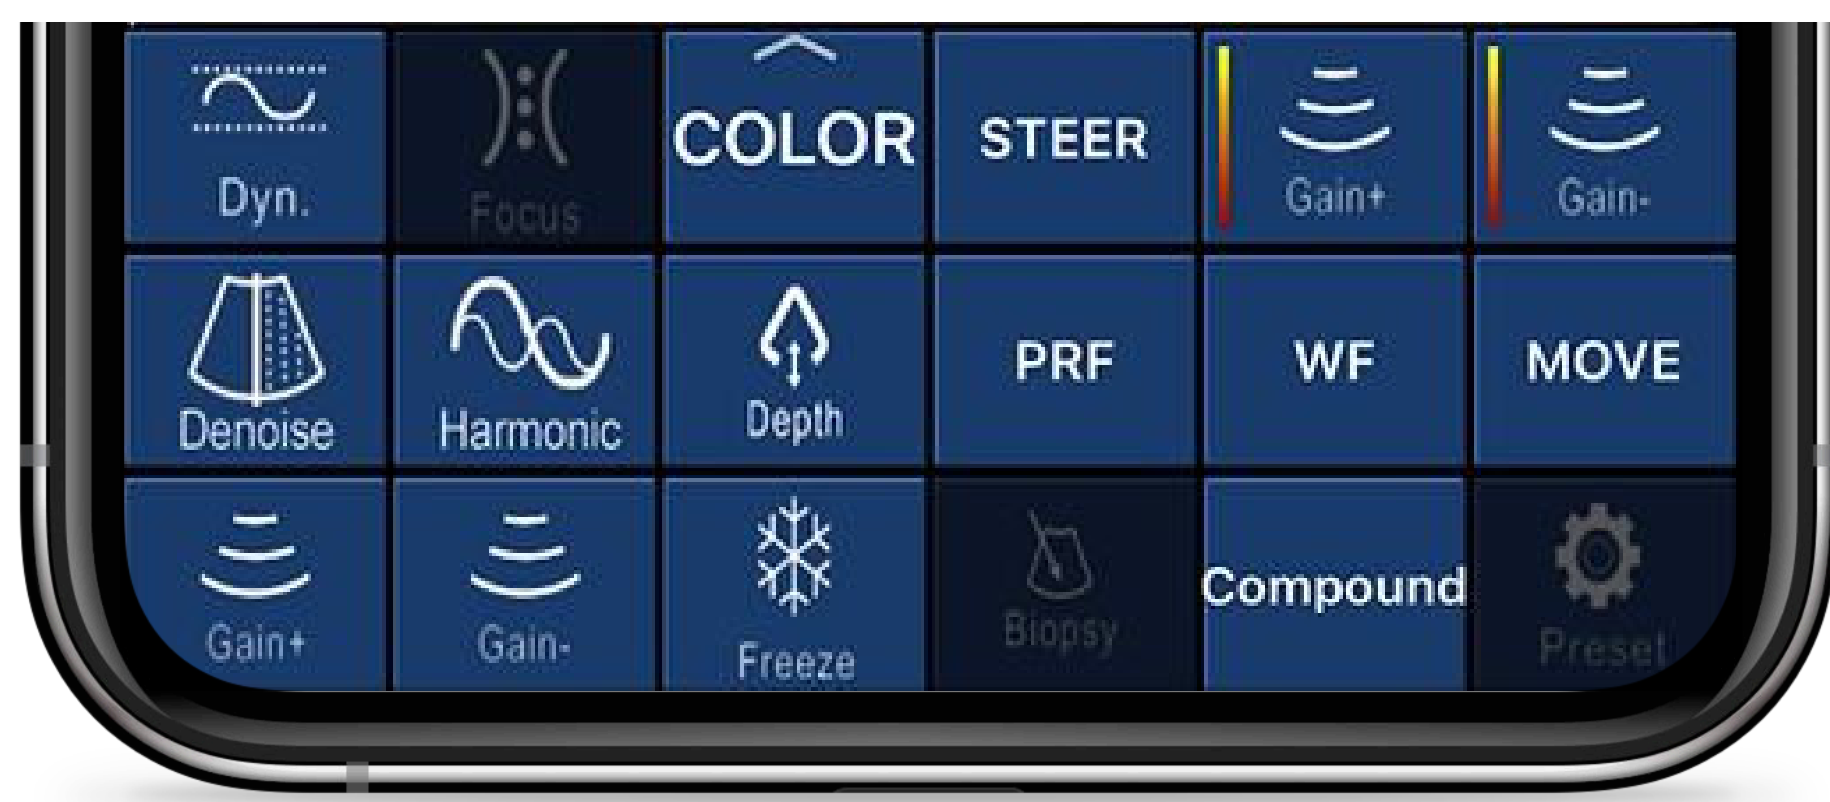 Dyn.
Focus
COLOR
STEER
Gain+
Gain-
Denoise
Harmonic
Depth
PRF
WF
MOVE
Gain+
Gain-
Freeze
Biopsy
Compound
Preset